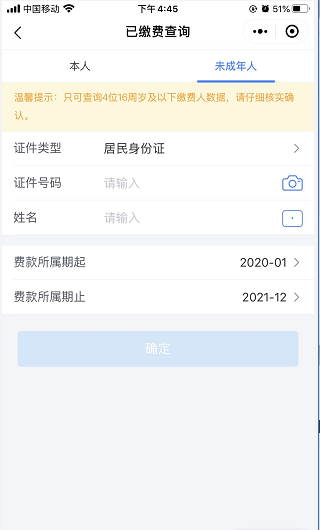 中国移动 下午 4:45 51%
已缴费查询
本人 未成年人
温馨提示：只可查询4位16周岁及以下缴费人数据，请仔细核实确
认。
证件类型 居民身份证
证件号码 请输入
姓名 请输入
费款所属期起 2020-01
费款所属期止 2021-12
确定